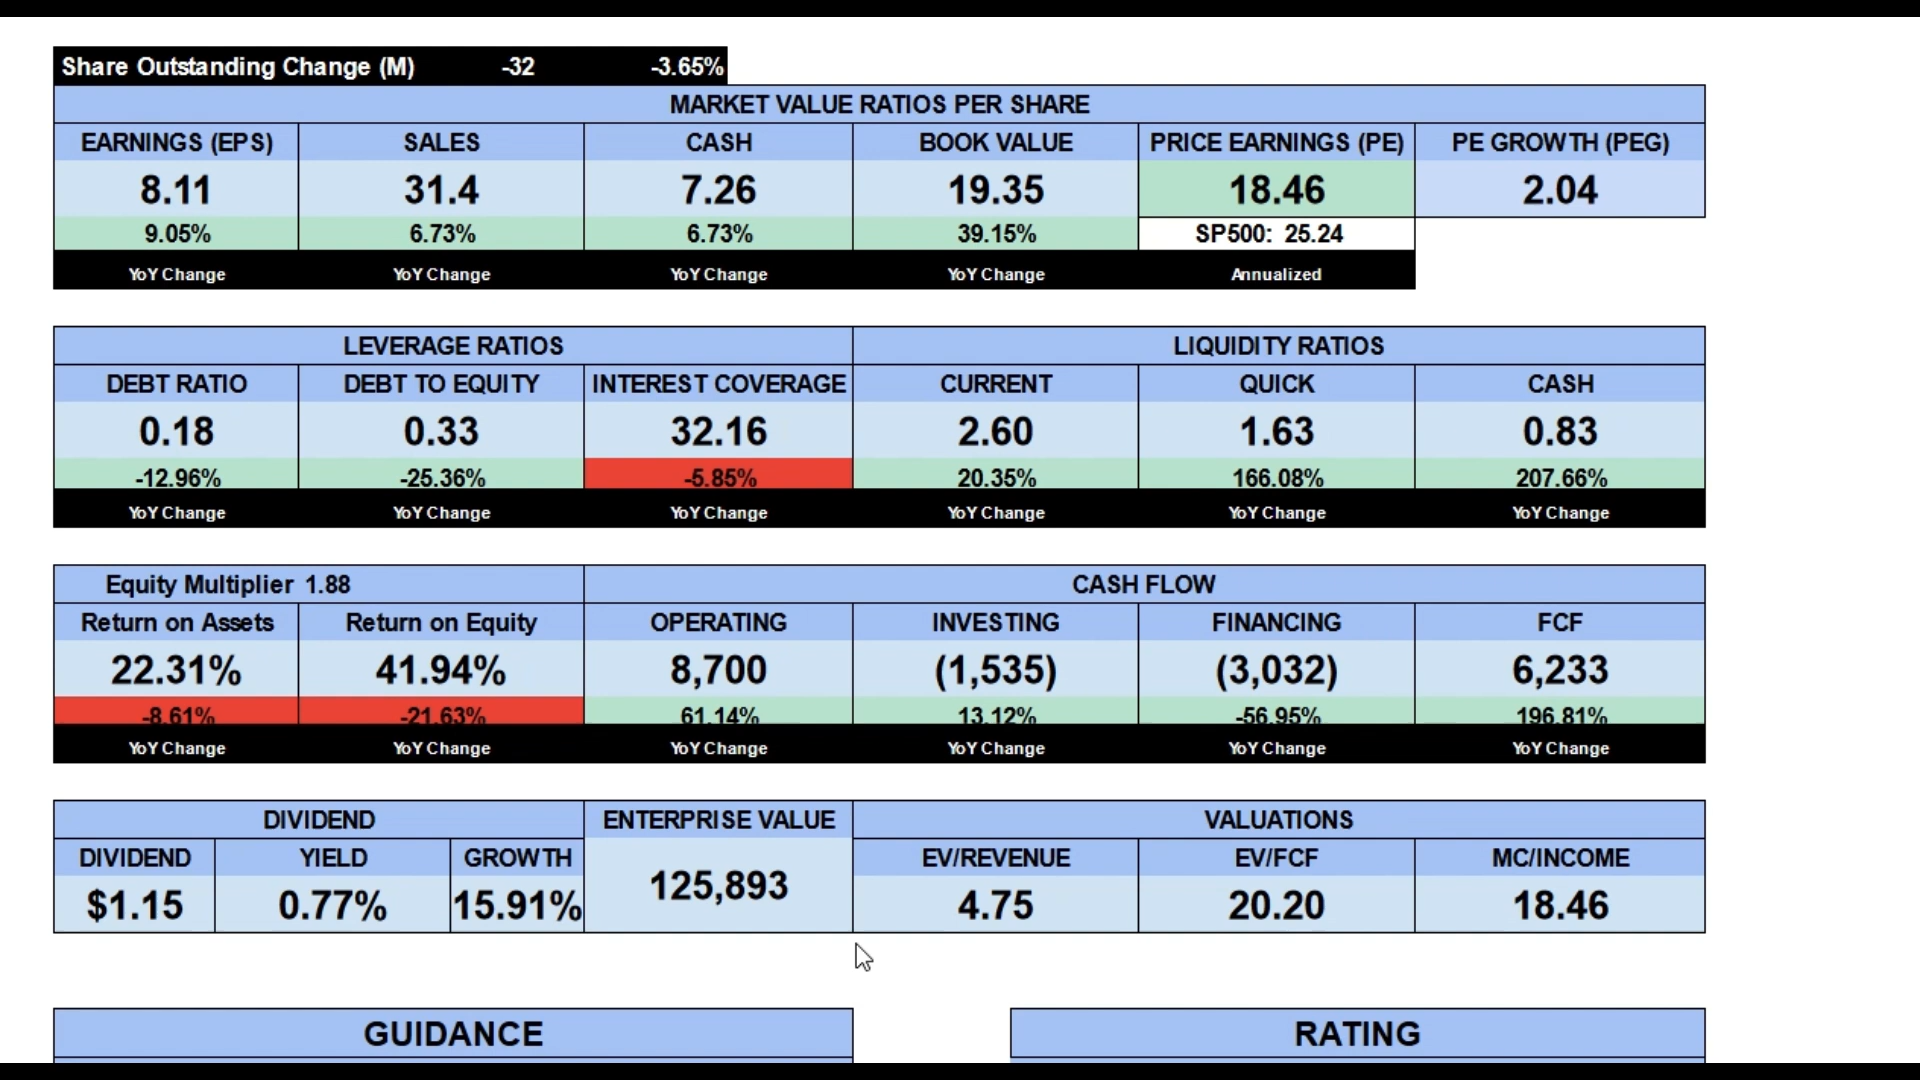 Share Outstanding Change (M) -32 -3.65%
MARKET VALUE RATIOS PER SHARE
EARNINGS (EPS) SALES CASH BOOK VALUE PRICE EARNINGS (PE) PE GROWTH (PEG)
8.11 31.4 7.26 19.35 18.46 2.04
9.05% 6.73% 6.73% 39.15% SP500: 25.24
YoY Change YoY Change YoY Change YoY Change Annualized
LEVERAGE RATIOS LIQUIDITY RATIOS
DEBT RATIO DEBT TO EQUITY INTEREST COVERAGE CURRENT QUICK CASH
0.18 0.33 32.16 2.60 1.63 0.83
-12.96% -25.36% -5.85% 20.35% 166.08% 207.66%
YoY Change YoY Change YoY Change YoY Change YoY Change YoY Change
Equity Multiplier 1.88 CASH FLOW
Return on Assets Return on Equity OPERATING INVESTING FINANCING FCF
22.31% 41.94% 8,700 (1,535) (3,032) 6,233
-8.61% -21.63% 61.14% 13.12% -56.95% 196.81%
YoY Change YoY Change YoY Change YoY Change YoY Change YoY Change
DIVIDEND ENTERPRISE VALUE VALUATIONS
DIVIDEND YIELD GROWTH EV/REVENUE EV/FCF MC/INCOME
$1.15 0.77% 15.91% 125,893 4.75 20.20 18.46
GUIDANCE RATING